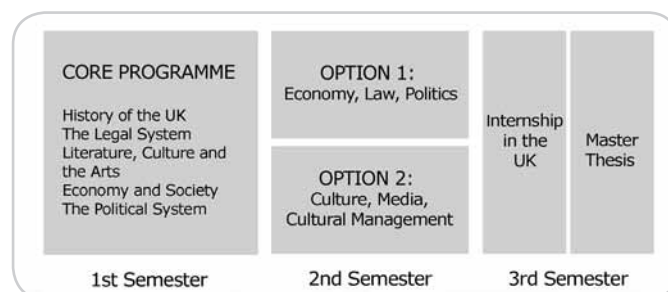 CORE PROGRAMME
History of the UK
The Legal System
Literature, Culture and
the Arts
Economy and Society
The Political System
1st Semester
OPTION 1:
Economy, Law, Politics
OPTION 2:
Culture, Media,
Cultural Management
2nd Semester
Internship
in the
UK
Master
Thesis
3rd Semester